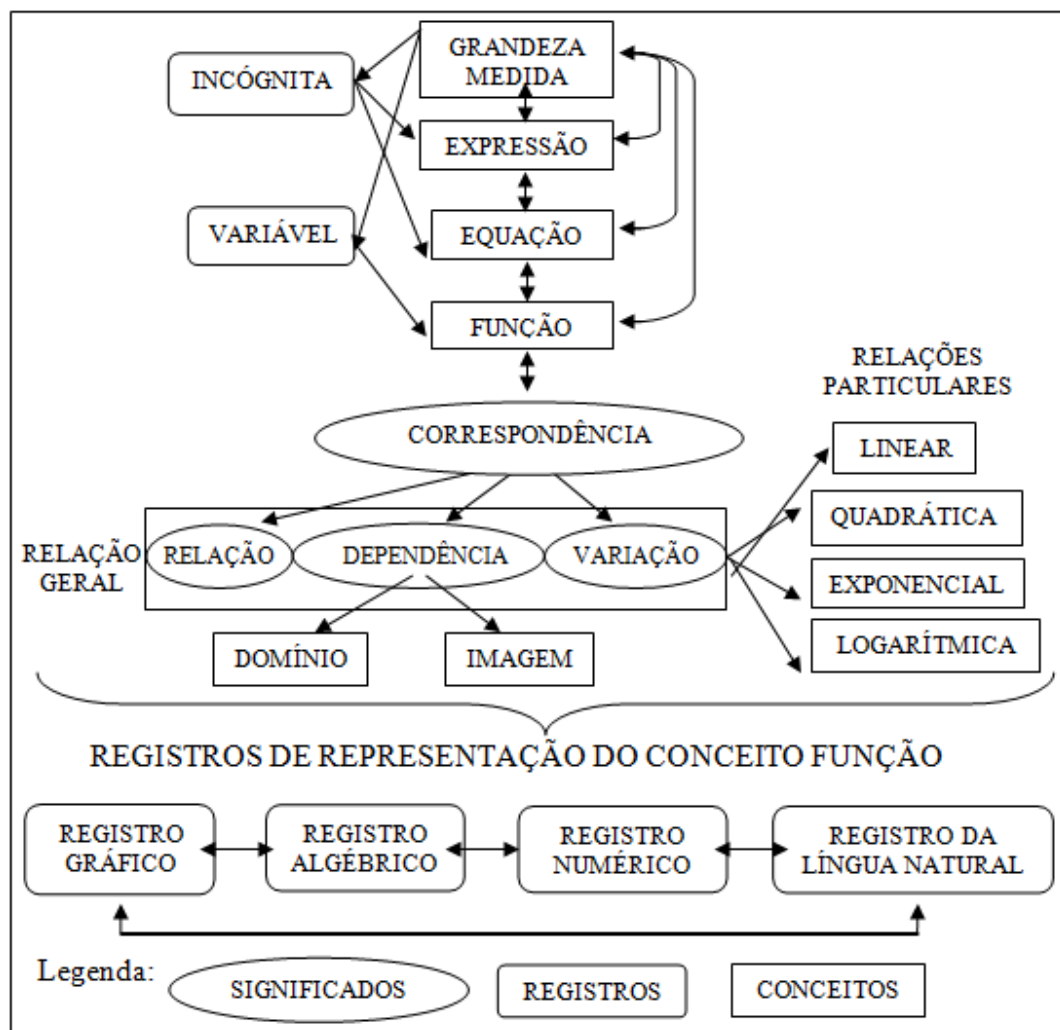 GRANDEZA
MEDIDA
INCÓGNITA
EXPRESSÃO
VARIÁVEL
EQUAÇÃO
FUNÇÃO
RELAÇÕES
PARTICULARES
CORRESPONDÊNCIA
LINEAR
QUADRÁTICA
RELAÇÃO
GERAL
RELAÇÃO
DEPENDÊNCIA
VARIAÇÃO
EXPONENCIAL
LOGARÍTMICA
DOMÍNIO
IMAGEM
REGISTROS DE REPRESENTAÇÃO DO CONCEITO FUNÇÃO
REGISTRO
GRÁFICO
REGISTRO
ALGÉBRICO
REGISTRO
NUMÉRICO
REGISTRO DA
LÍNGUA NATURAL
Legenda:
SIGNIFICADOS
REGISTROS
CONCEITOS